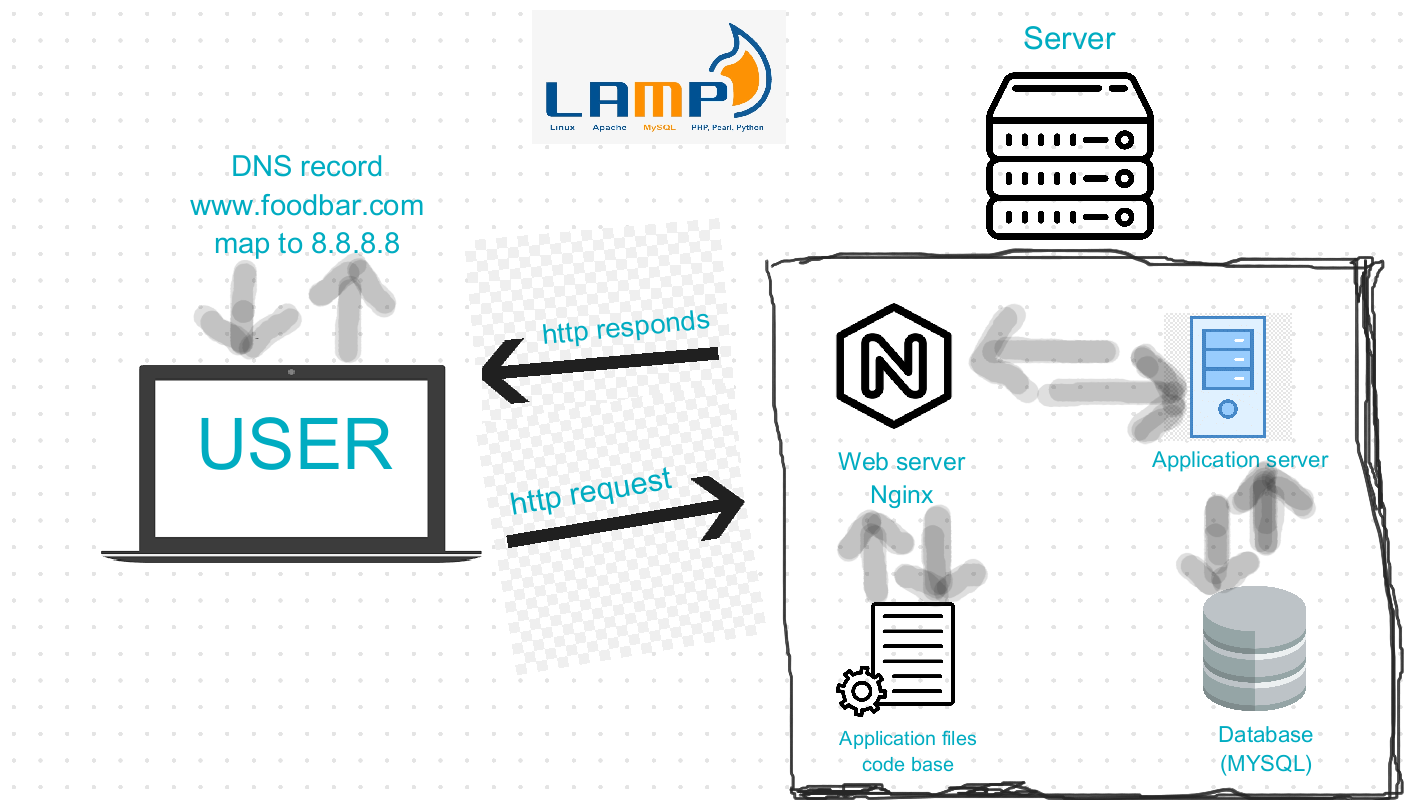 LAMP
Linux Apache MySQL PHP, Pearl, Python
Server
DNS record
www.foodbar.com
map to 8.8.8.8
http responds
USER
http request
N
Web server
Nginx
Application server
Application files
code base
Database
(MYSQL)